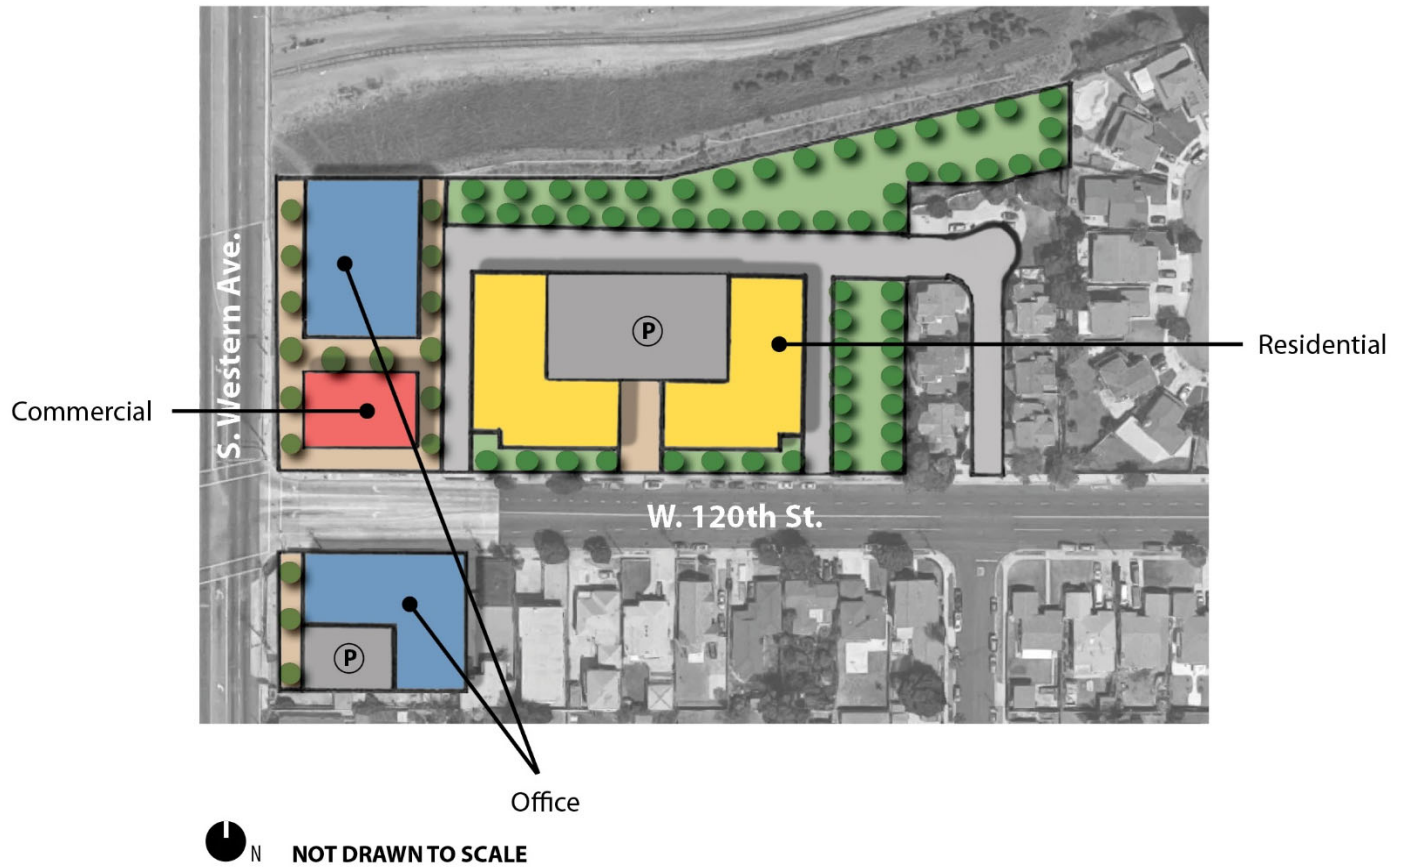 S. Western Ave.
P
Residential
Commercial
W. 120th St.
P
Office
N
NOT DRAWN TO SCALE